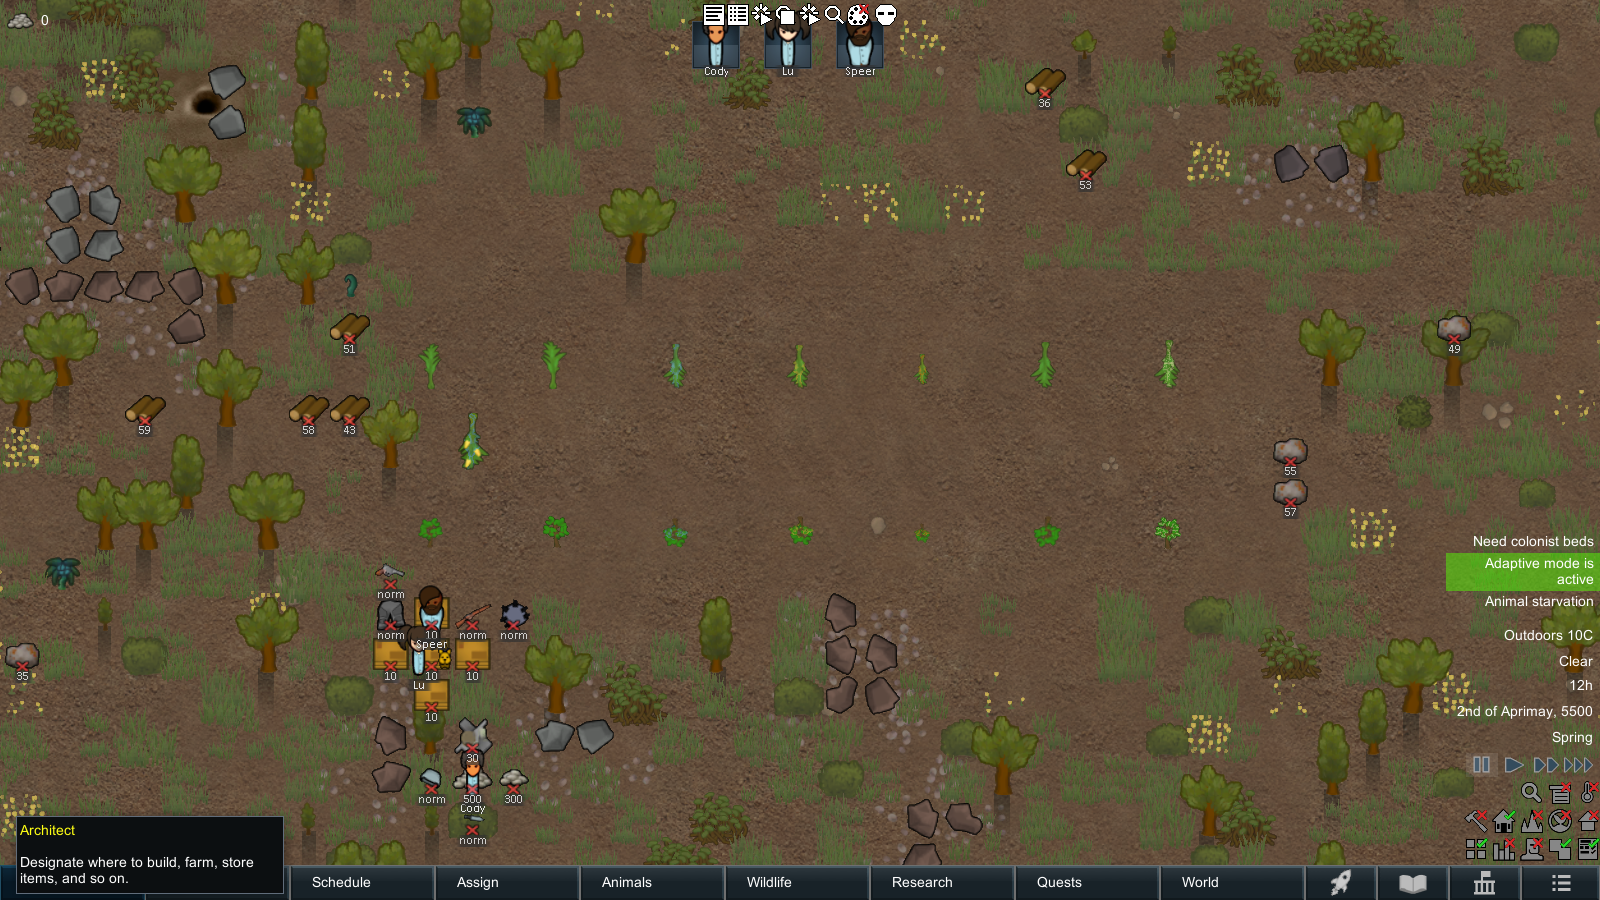 0
Cody
Lu
Speer
36
53
51
49
59
58
43
55
57
Need colonist beds
Adaptive mode is
active
Animal starvation
norm
norm
10
norm
norm
Speer
10
10
10
Lu
10
35
Outdoors 10C
Clear
12h
2nd of Aprimay, 5500
Spring
30
norm
500
300
Cody
norm
Architect
Designate where to build, farm, store
items, and so on.
Schedule
Assign
Animals
Wildlife
Research
Quests
World